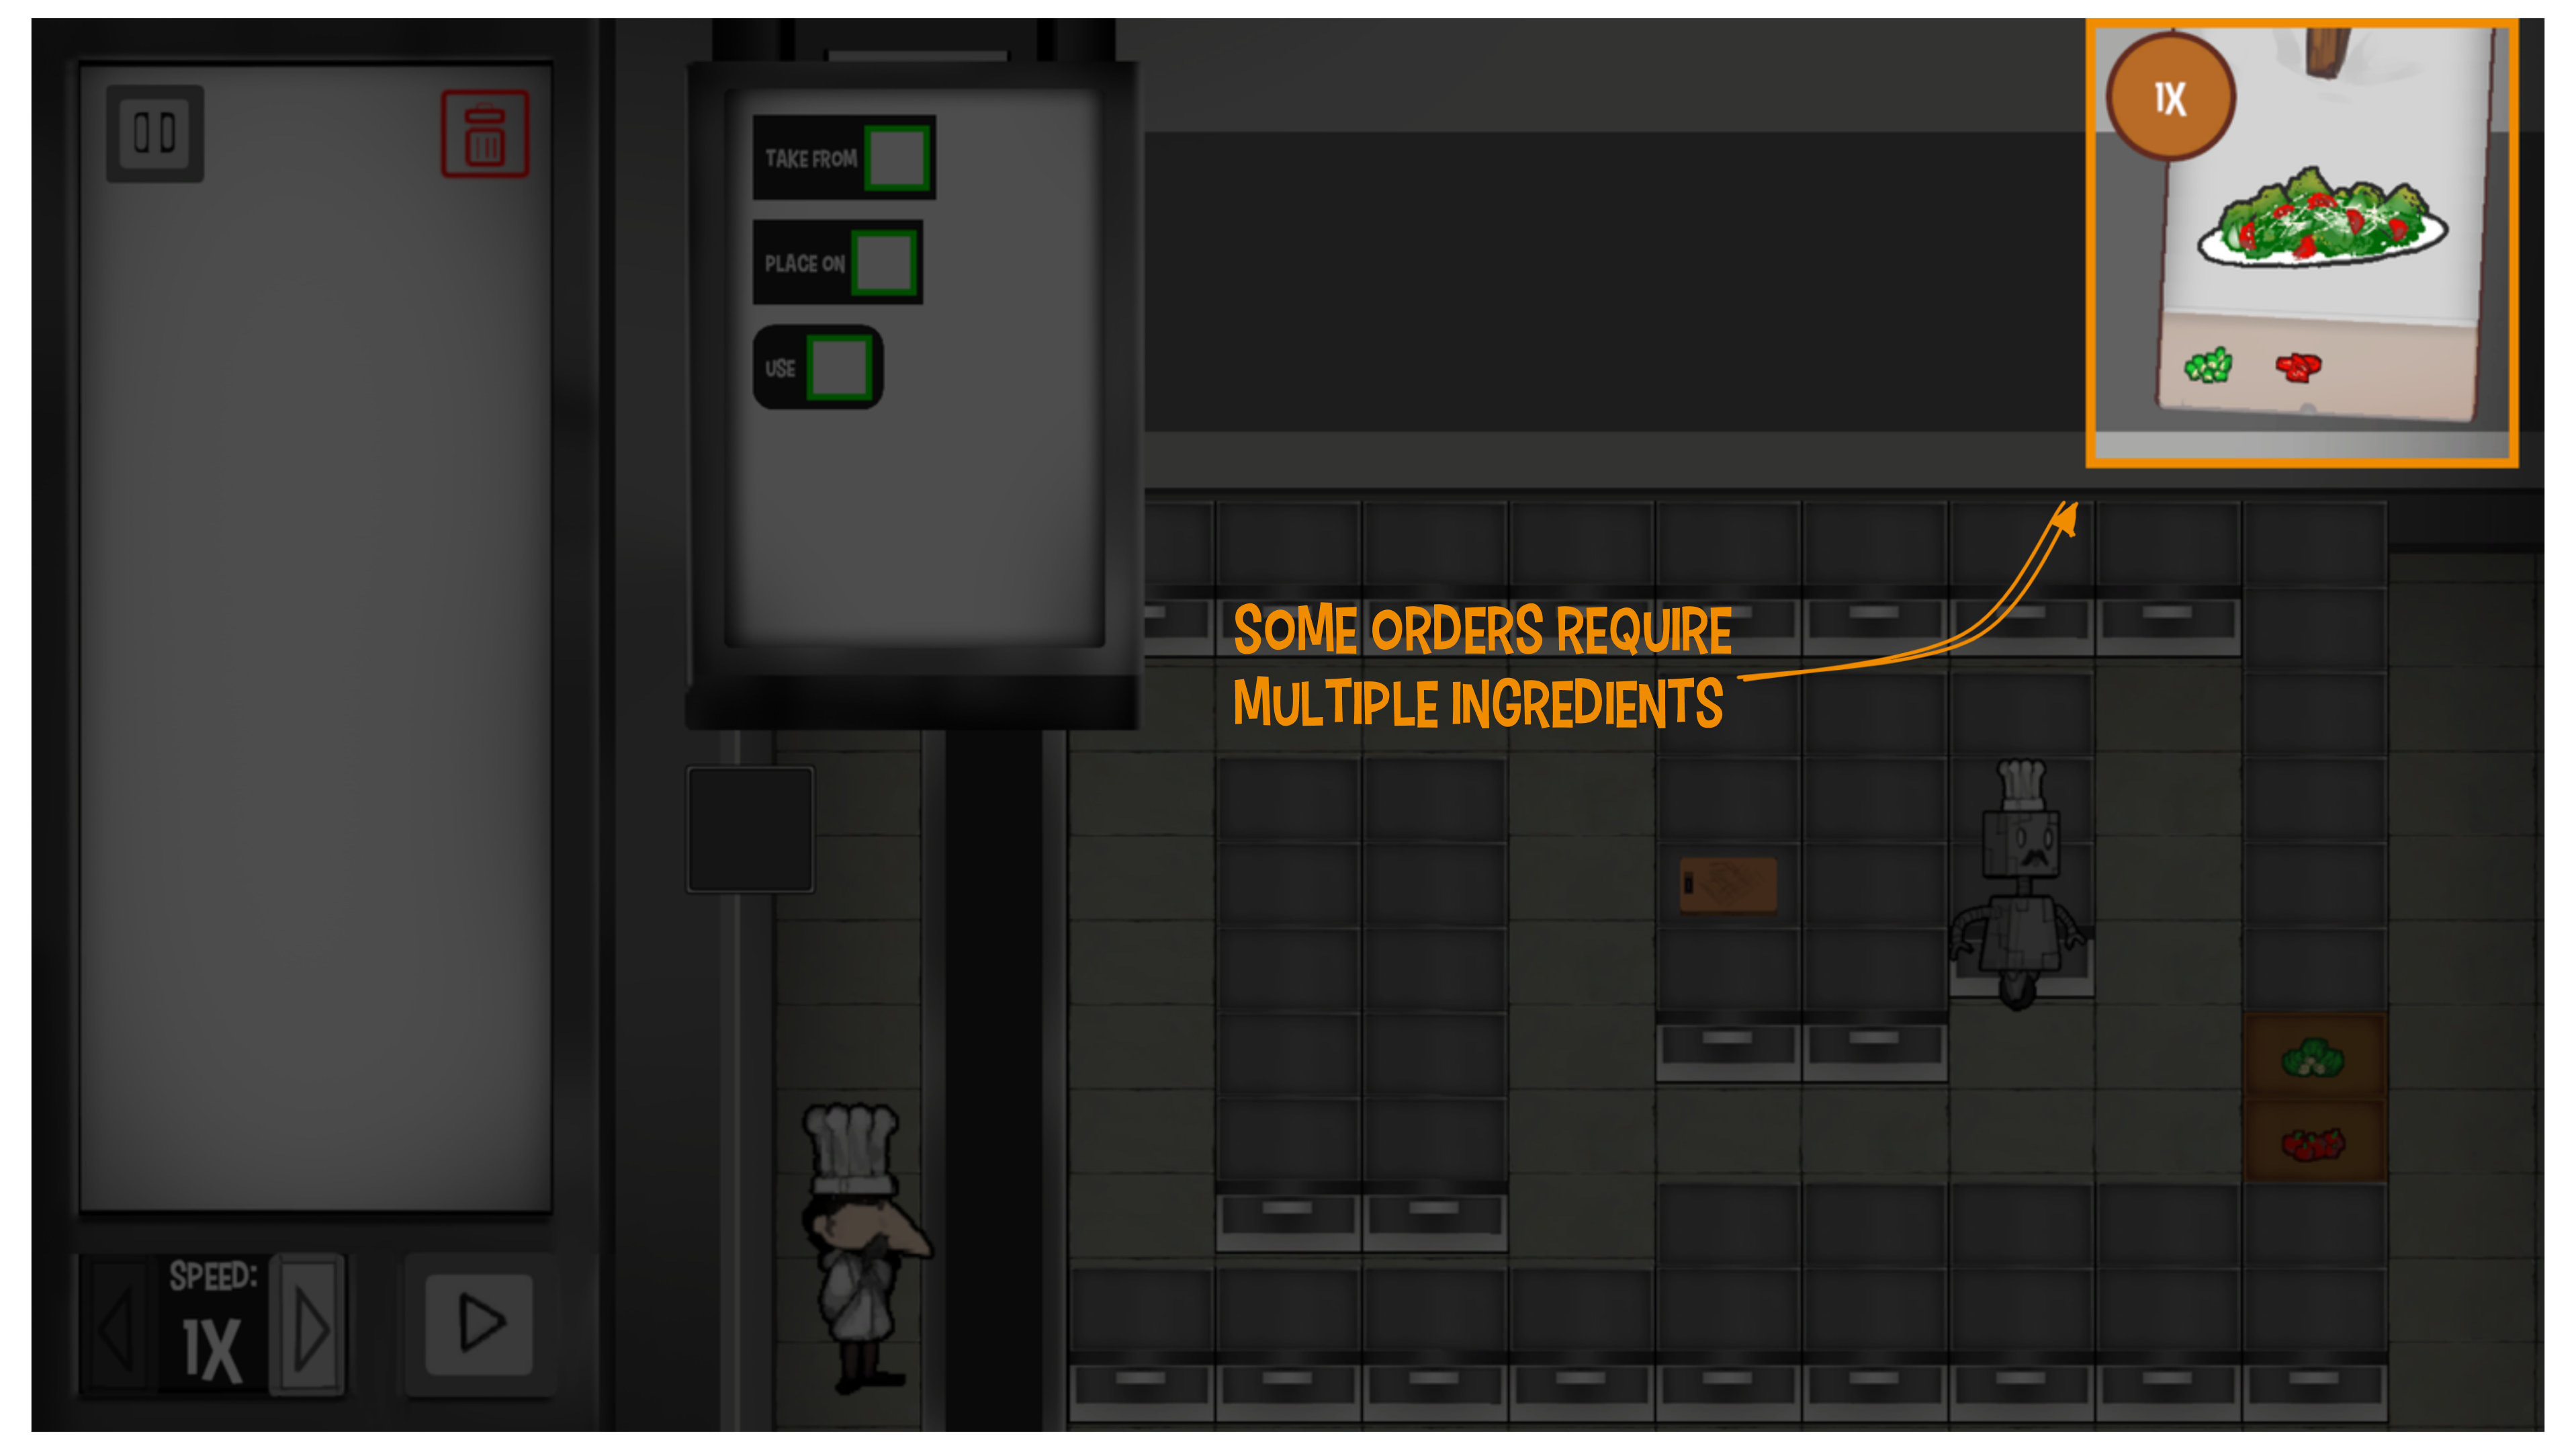 TAKE FROM
PLACE ON
USE
1X
SOME ORDERS REQUIRE
MULTIPLE INGREDIENTS
SPEED:
1X